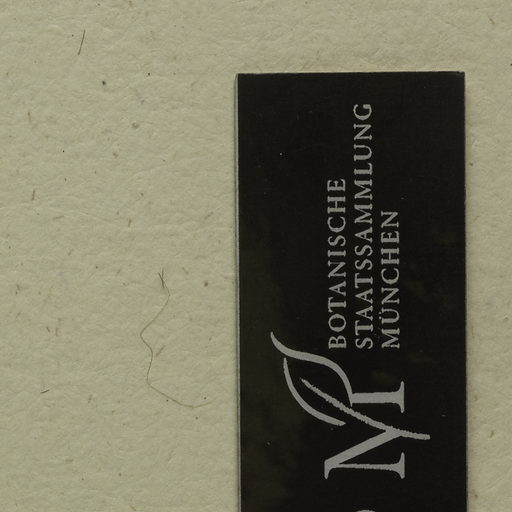 BOTANISCHE
STAATSSAMMLUNG
MÜNCHEN
M